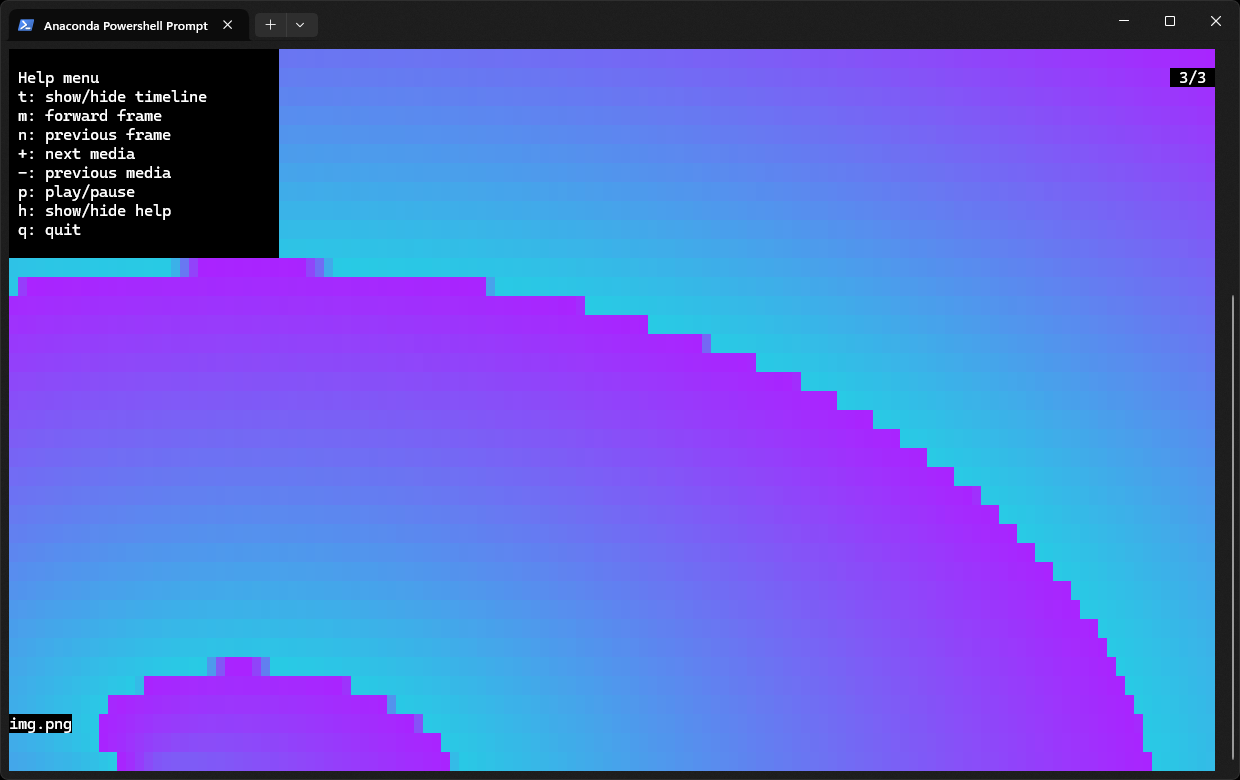 Anaconda Powershell Prompt
Help menu
3/3
t: show/hide timeline
m: forward frame
n: previous frame
+: next media
-: previous media
p: play/pause
h: show/hide help
q: quit
img.png